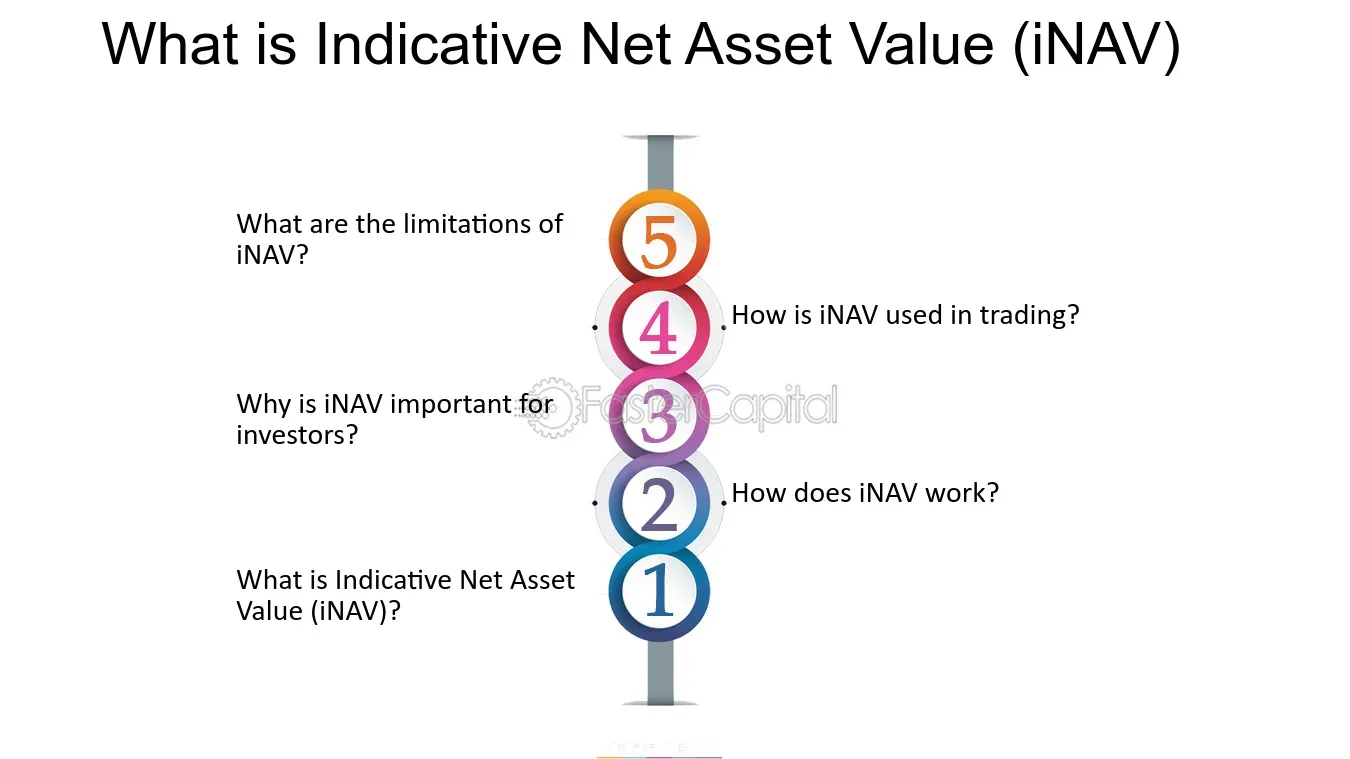 What is Indicative Net Asset Value (iNAV)
What are the limitations of
iNAV?
5
4
How is iNAV used in trading?
Why is iNAV important for
investors?
3
FasterCapital
2
How does iNAV work?
What is Indicative Net Asset
Value (iNAV)?
1